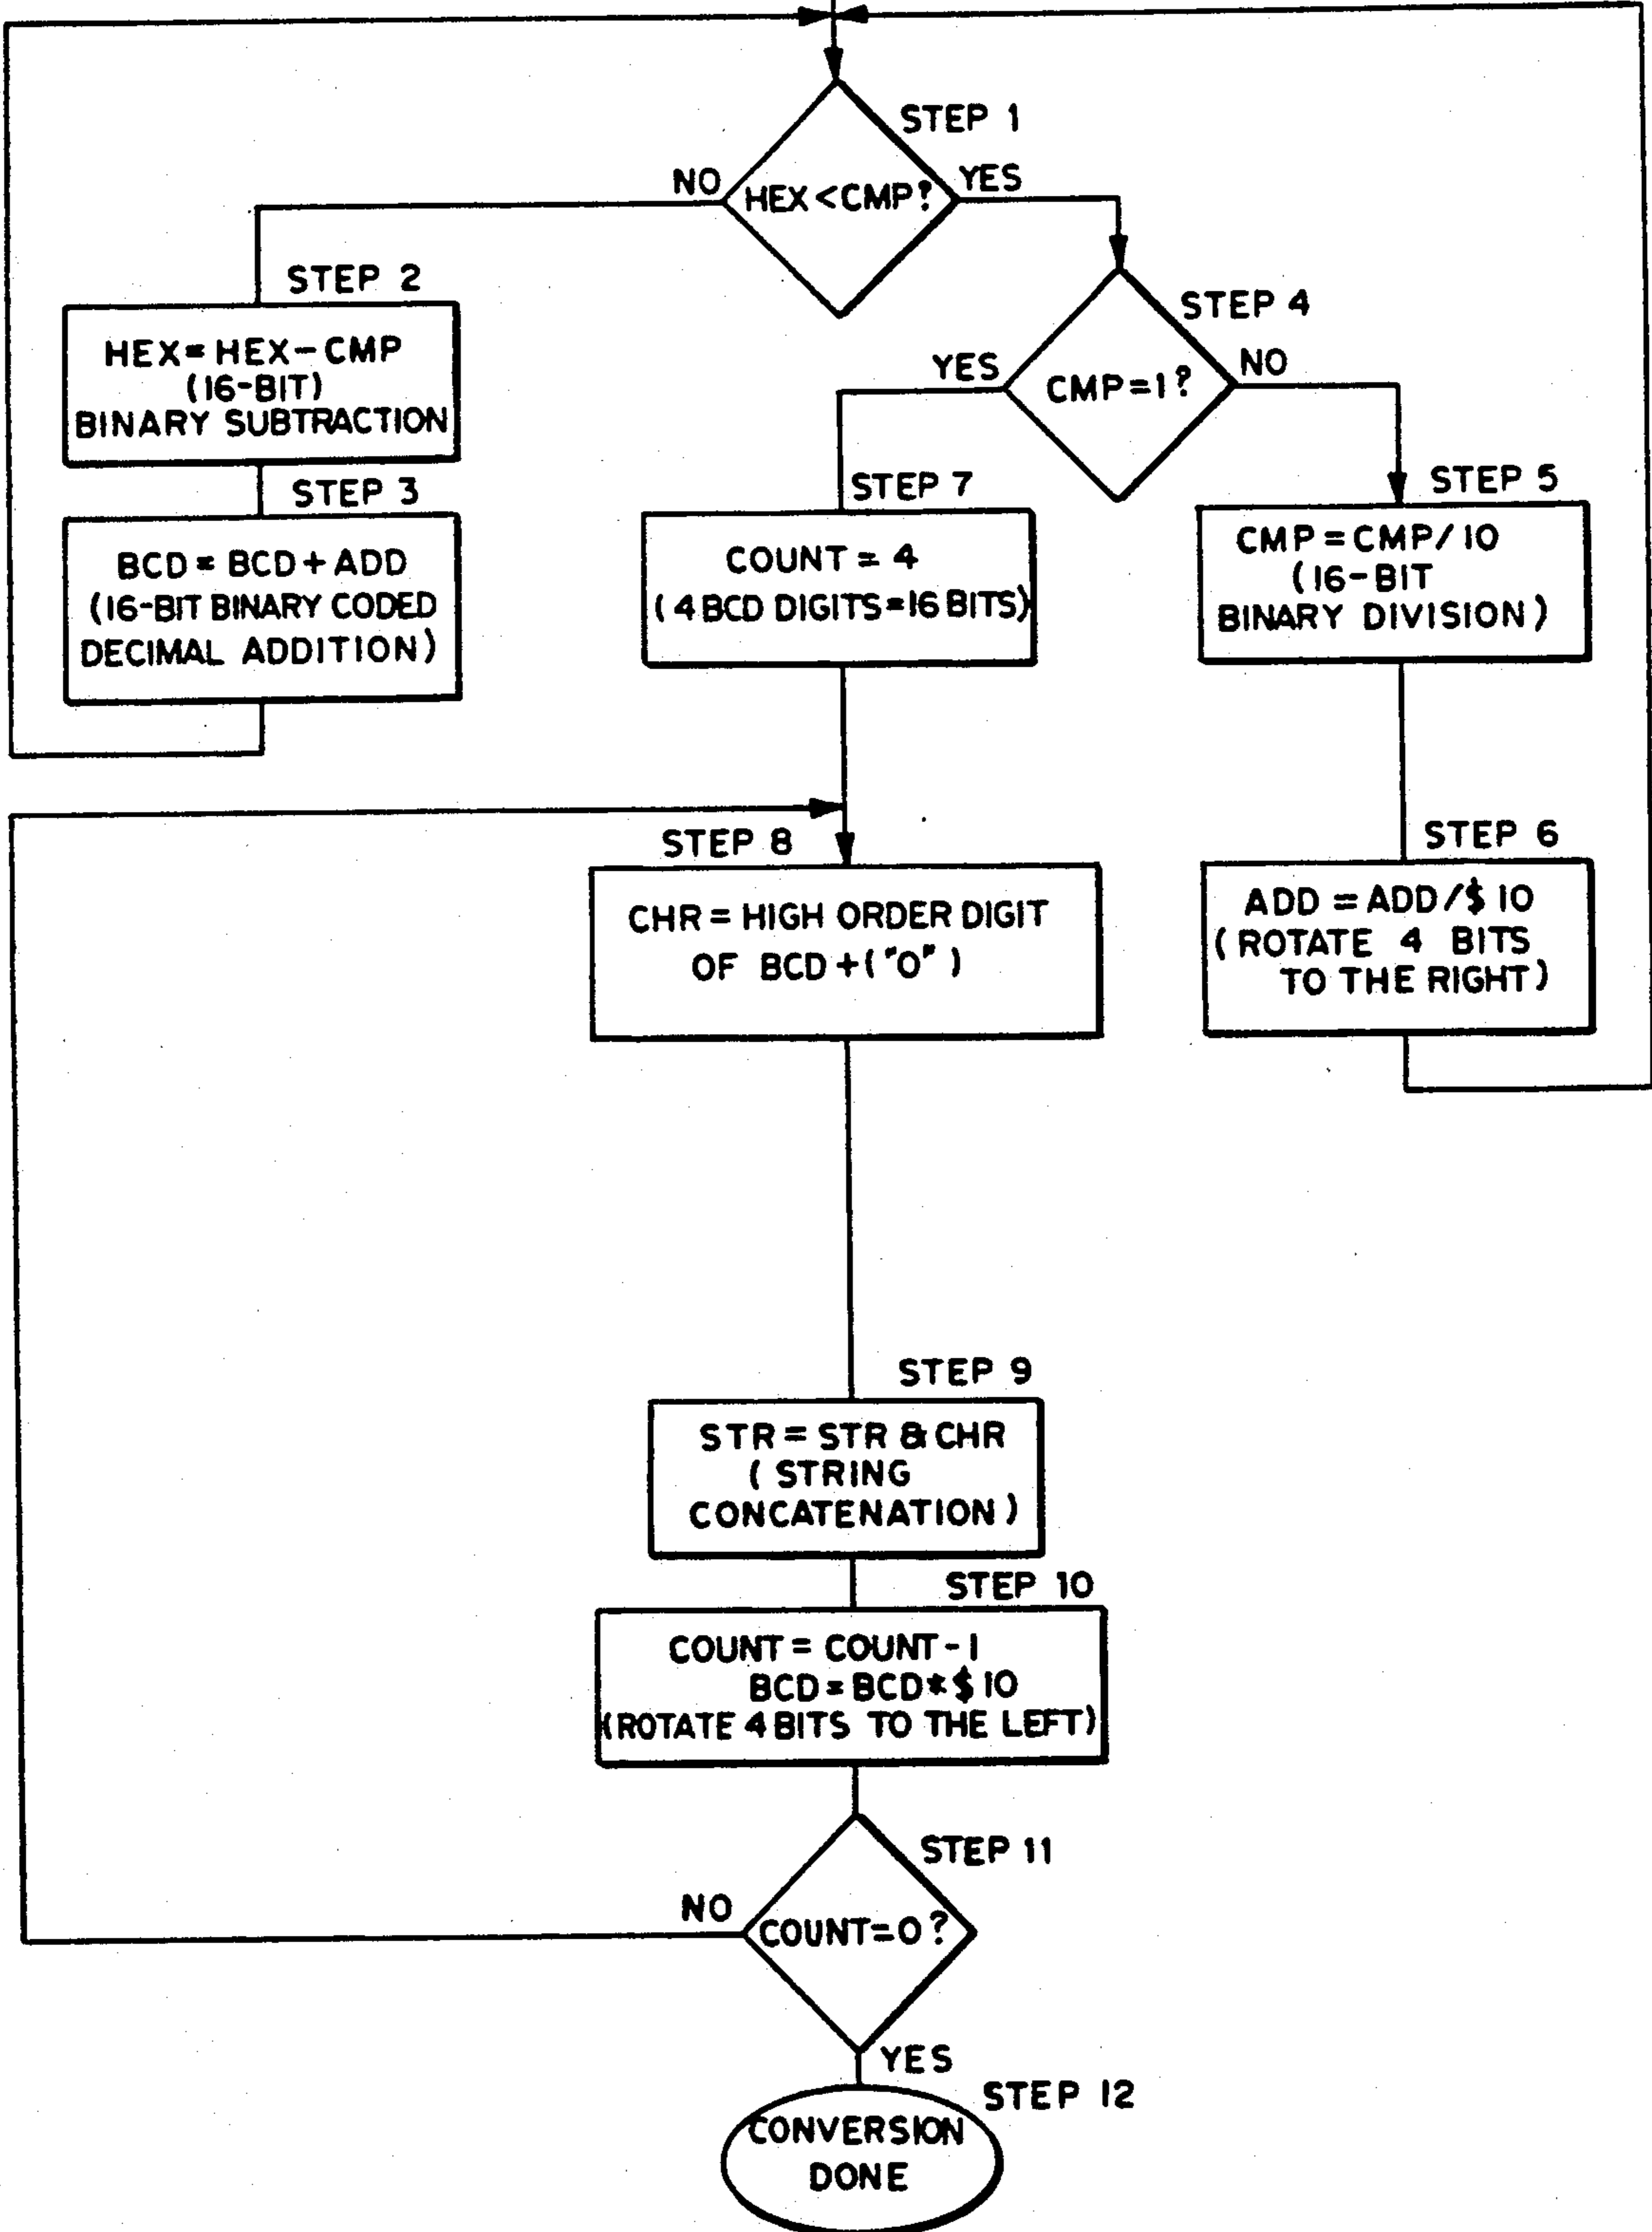 STEP 1
NO
HEX<CMP?
YES
STEP 2
HEX=HEX-CMP
(16-BIT)
BINARY SUBTRACTION
STEP 3
BCD=BCD+ADD
(16-BIT BINARY CODED
DECIMAL ADDITION)
STEP 4
YES
CMP=1?
NO
STEP 7
COUNT=4
(4 BCD DIGITS=16 BITS)
STEP 5
CMP=CMP/10
(16-BIT
BINARY DIVISION)
STEP 6
ADD=ADD/$10
(ROTATE 4 BITS
TO THE RIGHT)
STEP 8
CHR=HIGH ORDER DIGIT
OF BCD+("0")
STEP 9
STR=STR & CHR
(STRING
CONCATENATION)
STEP 10
COUNT=COUNT-1
BCD=BCD*$10
(ROTATE 4 BITS TO THE LEFT)
STEP 11
NO
COUNT=0?
YES
STEP 12
CONVERSION
DONE